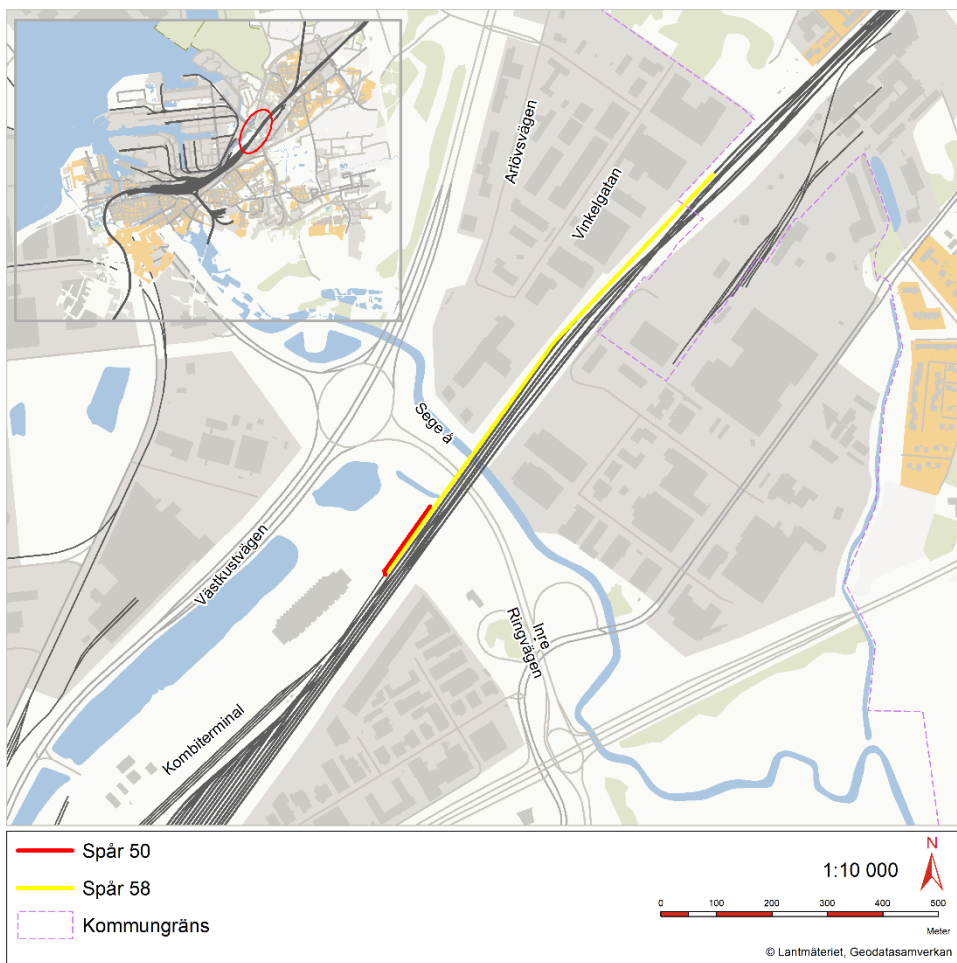 Arlövsvägen
Vinkelgatan
Sege å
Västkustvägen
Inre
Ringvägen
Kombiterminal
Spår 50
Spår 58
Kommungräns
1:10 000
N
0 100 200 300 400 500
Meter
© Lantmäteriet, Geodatasamverkan